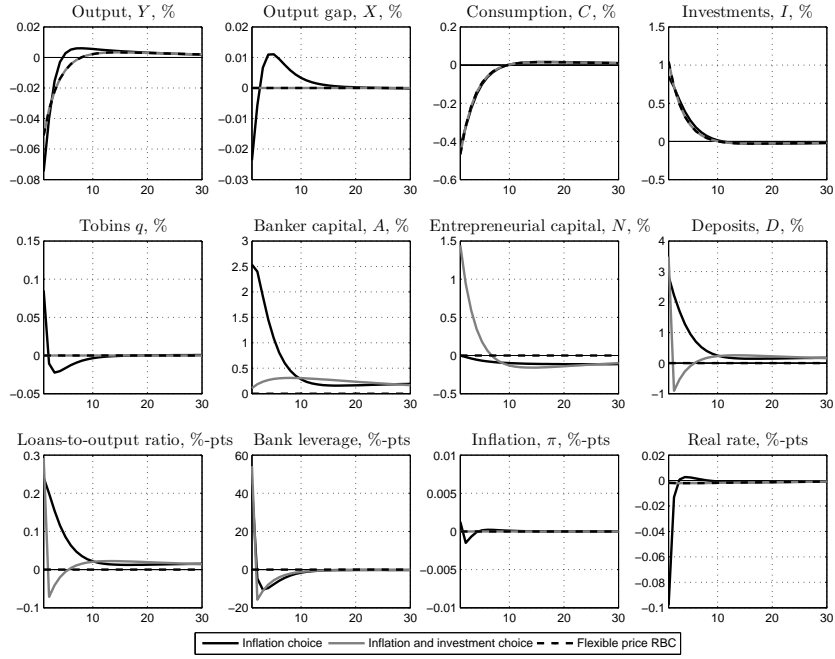 Output, Y, %
Output gap, X, %
Consumption, C, %
Investments, I, %
0.02
0
−0.02
−0.04
−0.06
−0.08
10 20 30
0.02
0.01
0
−0.01
−0.02
−0.03
10 20 30
0.2
0
−0.2
−0.4
−0.6
10 20 30
1.5
1
0.5
0
−0.5
10 20 30
Tobins q, %
Banker capital, A, %
Entrepreneurial capital, N, %
Deposits, D, %
0.15
0.1
0.05
0
−0.05
10 20 30
3
2.5
2
1.5
1
0.5
0
10 20 30
1.5
1
0.5
0
−0.5
10 20 30
4
3
2
1
0
−1
10 20 30
Loans-to-output ratio, %-pts
Bank leverage, %-pts
Inflation, π, %-pts
Real rate, %-pts
0.3
0.2
0.1
0
−0.1
10 20 30
60
40
20
0
−20
10 20 30
0.01
0.005
0
−0.005
−0.01
10 20 30
0.02
0
−0.02
−0.04
−0.06
−0.08
−0.1
10 20 30
Inflation choice
Inflation and investment choice
Flexible price RBC